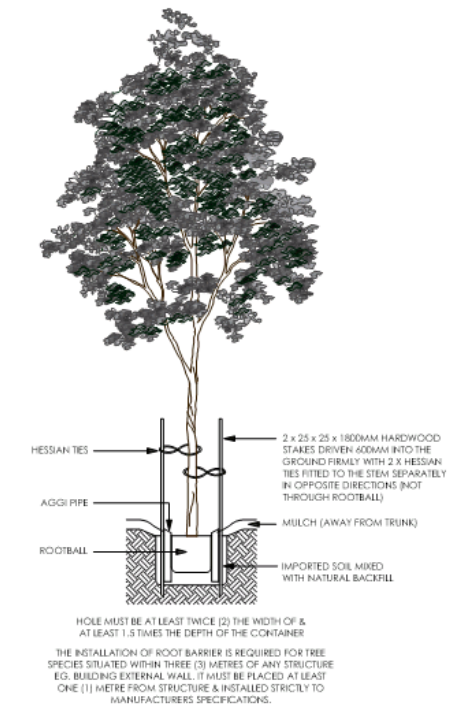 HESSIAN TIES
2 x 25 x 25 x 1800MM HARDWOOD
STAKES DRIVEN 600MM INTO THE
GROUND FIRMLY WITH 2 X HESSIAN
TIES FITTED TO THE STEM SEPARATELY
IN OPPOSITE DIRECTIONS (NOT
THROUGH ROOTBALL)
AGGI PIPE
MULCH (AWAY FROM TRUNK)
ROOTBALL
IMPORTED SOIL MIXED
WITH NATURAL BACKFILL
HOLE MUST BE AT LEAST TWICE (2) THE WIDTH OF &
AT LEAST 1.5 TIMES THE DEPTH OF THE CONTAINER
THE INSTALLATION OF ROOT BARRIER IS REQUIRED FOR TREE
SPECIES SITUATED WITHIN THREE (3) METRES OF ANY STRUCTURE
EG. BUILDING EXTERNAL WALL. IT MUST BE PLACED AT LEAST
ONE (1) METRE FROM STRUCTURE & INSTALLED STRICTLY TO
MANUFACTURERS SPECIFICATIONS.